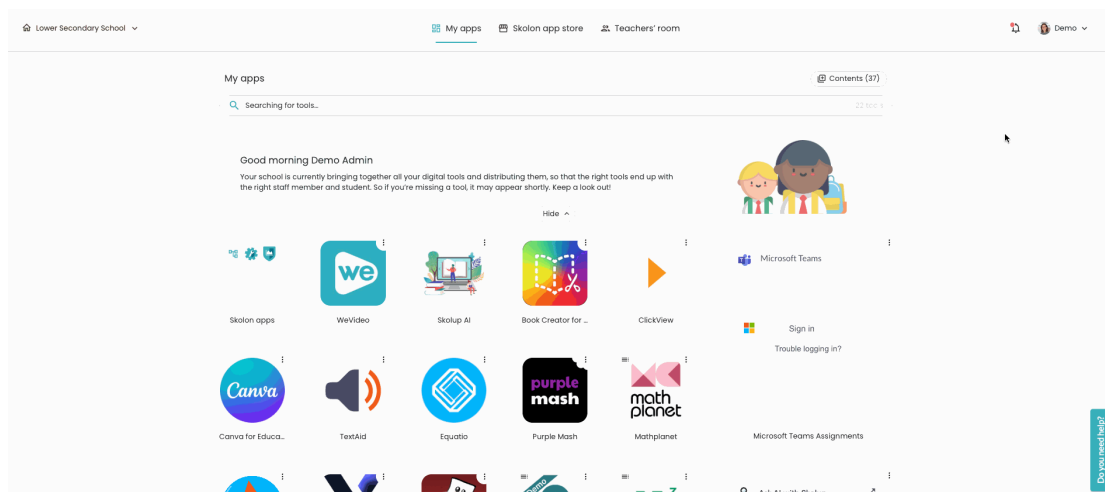 Lower Secondary School
My apps
Skolon app store
Teachers' room
Demo
My apps
Contents (37)
Searching for tools...
Good morning Demo Admin
Your school is currently bringing together all your digital tools and distributing them, so that the right tools end up with
the right staff member and student. So if you're missing a tool, it may appear shortly. Keep a look out!
Hide
we
Microsoft Teams
Skolon apps
WeVideo
Skolup AI
Book Creator for ...
ClickView
Sign in
Trouble logging in?
Canva
purple
mash
math
planet
Canva for Educa...
TextAid
Equatio
Purple Mash
Mathplanet
Microsoft Teams Assignments
Do you need help?
Demo